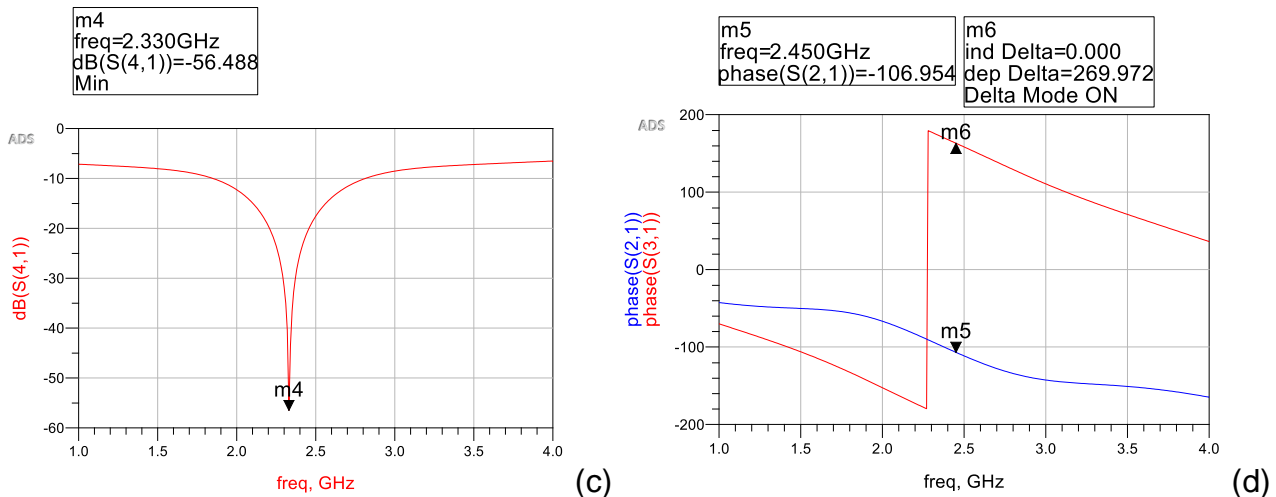 m4
freq=2.330GHz
dB(S(4,1))=-56.488
Min
ADS
0
-10
-20
-30
-40
-50
-60
dB(S(4,1))
m4
1.0 1.5 2.0 2.5 3.0 3.5 4.0
freq, GHz
(c)
m5
freq=2.450GHz
phase(S(2,1))=-106.954
m6
ind Delta=0.000
dep Delta=269.972
Delta Mode ON
ADS
200
100
0
-100
-200
phase(S(2,1))
phase(S(3,1))
m6
m5
1.0 1.5 2.0 2.5 3.0 3.5 4.0
freq, GHz
(d)